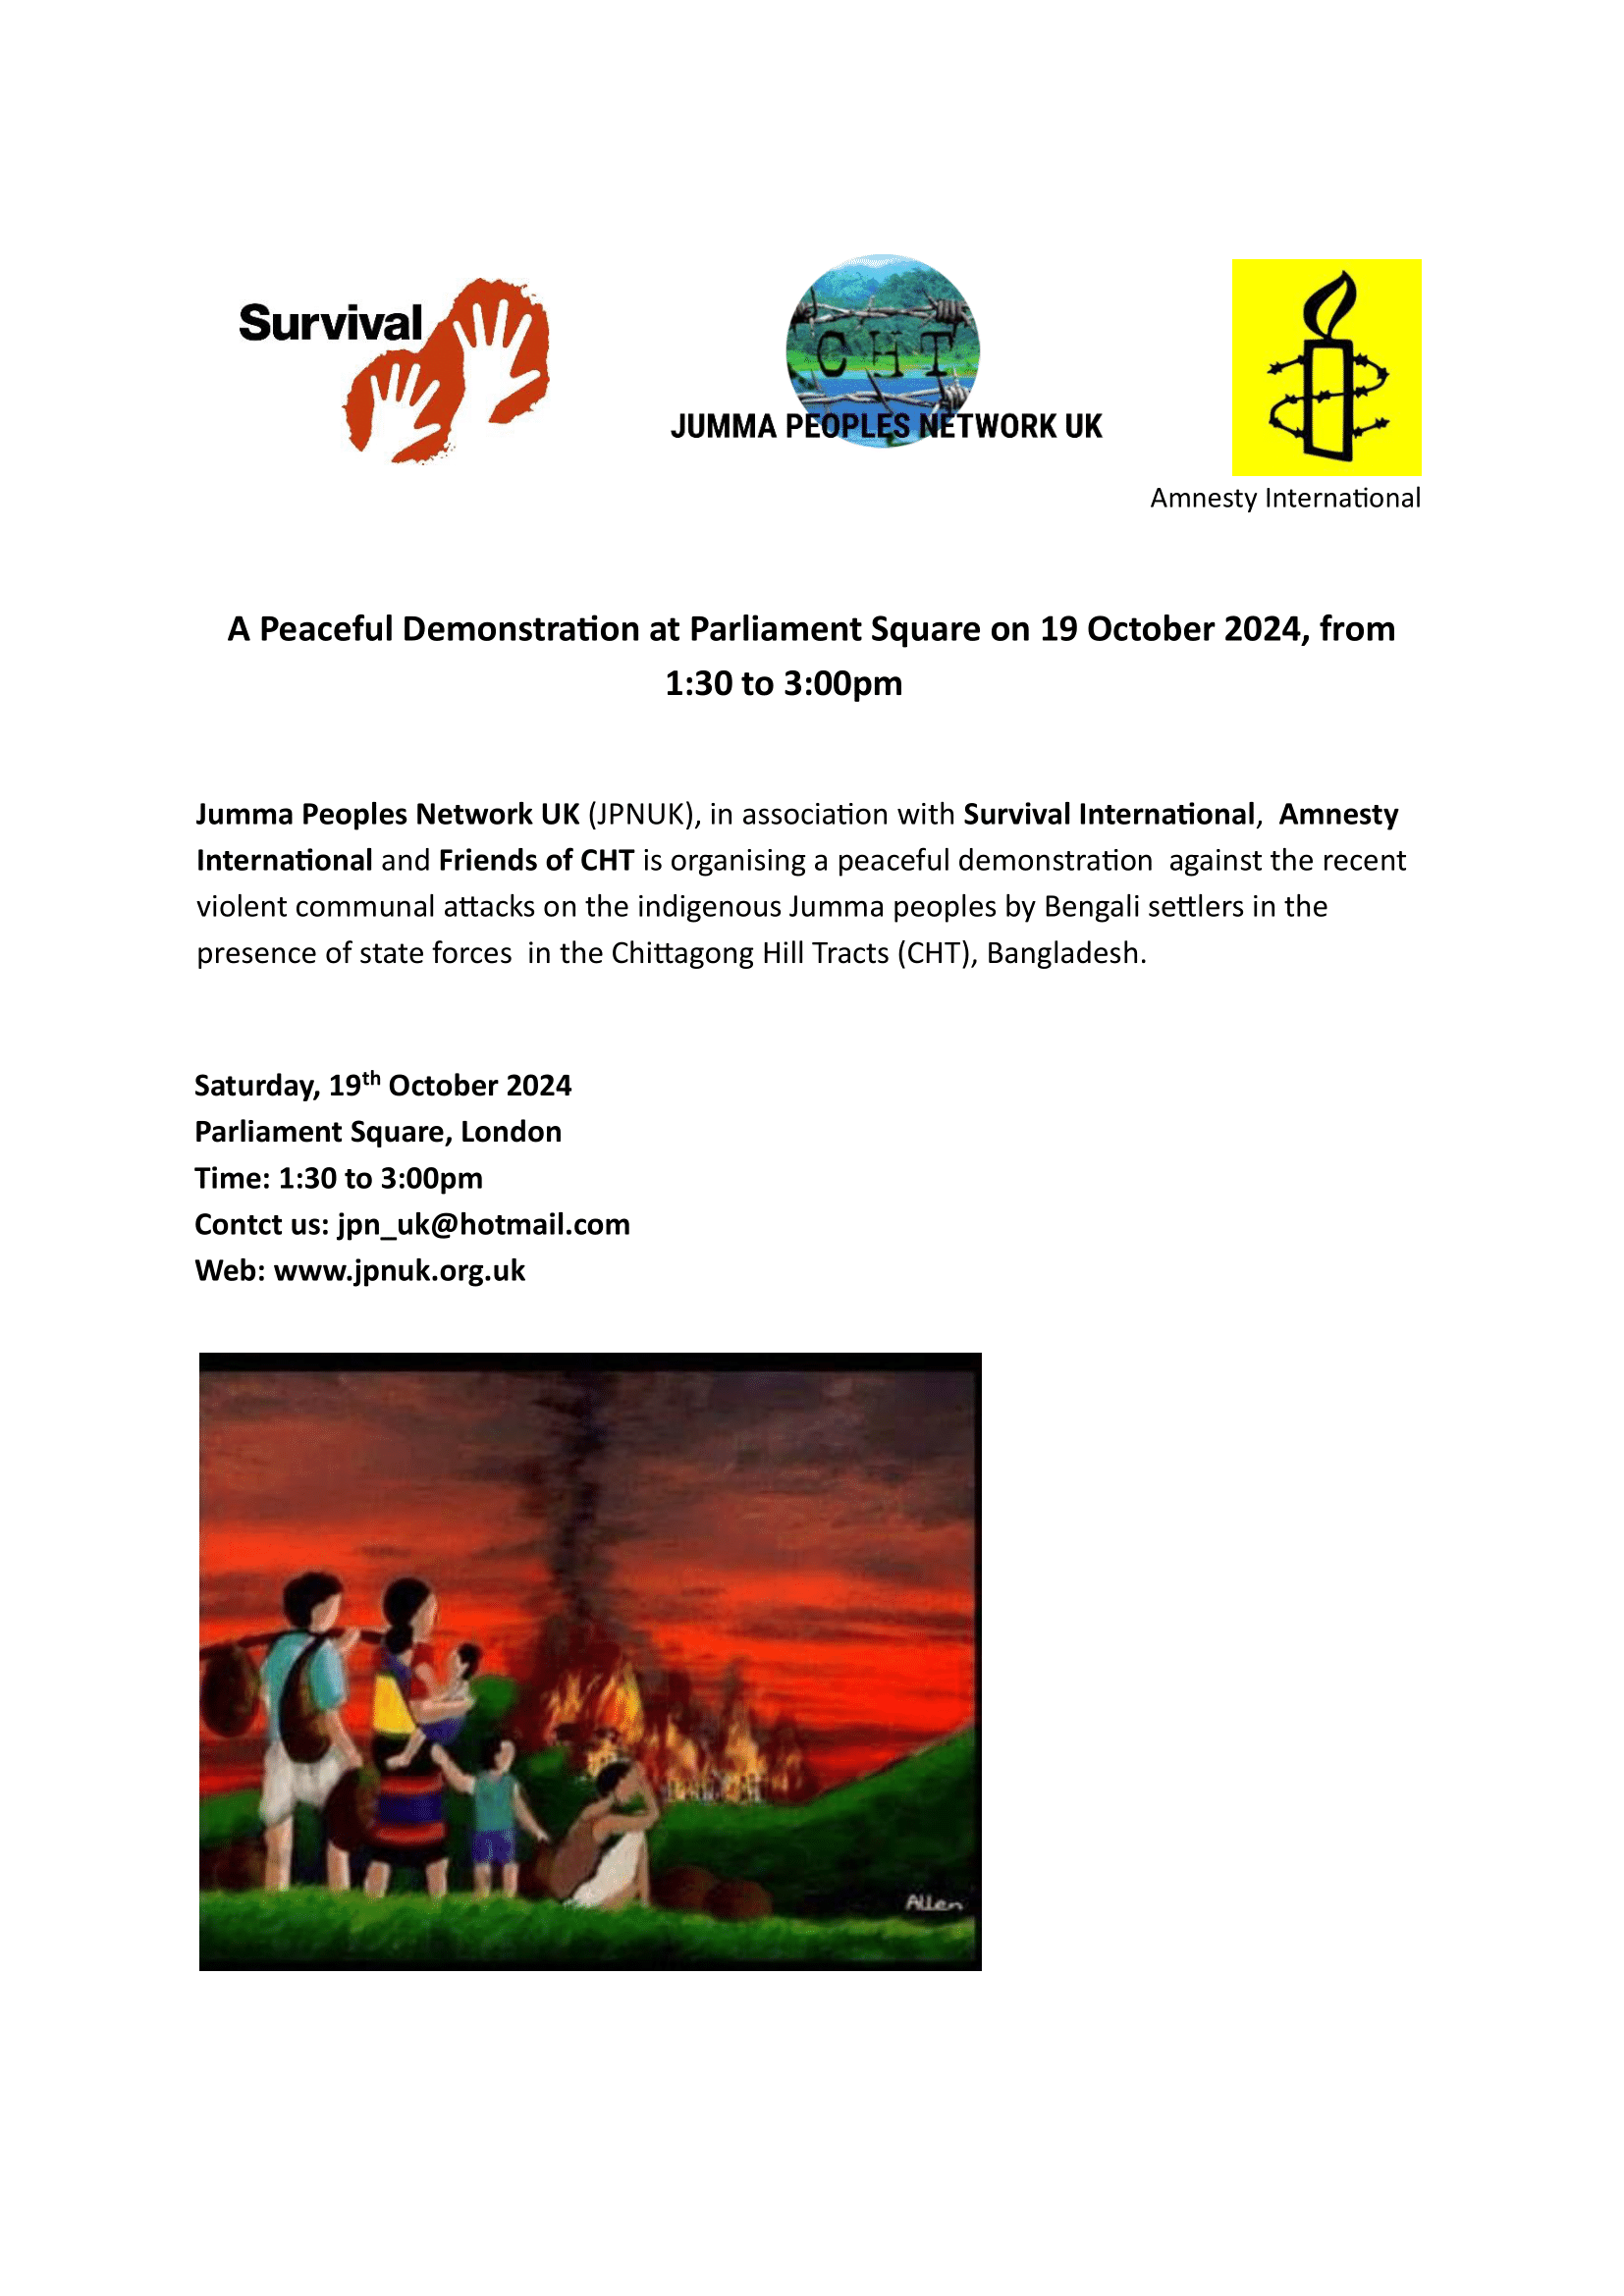 Survival
CHT
JUMMA PEOPLES NETWORK UK
Amnesty International
A Peaceful Demonstration at Parliament Square on 19 October 2024, from
1:30 to 3:00pm
Jumma Peoples Network UK (JPNUK), in association with Survival International,  Amnesty
International and Friends of CHT is organising a peaceful demonstration  against the recent
violent communal attacks on the indigenous Jumma peoples by Bengali settlers in the
presence of state forces  in the Chittagong Hill Tracts (CHT), Bangladesh.
Saturday, 19th October 2024
Parliament Square, London
Time: 1:30 to 3:00pm
Contct us: jpn_uk@hotmail.com
Web: www.jpnuk.org.uk
Allen